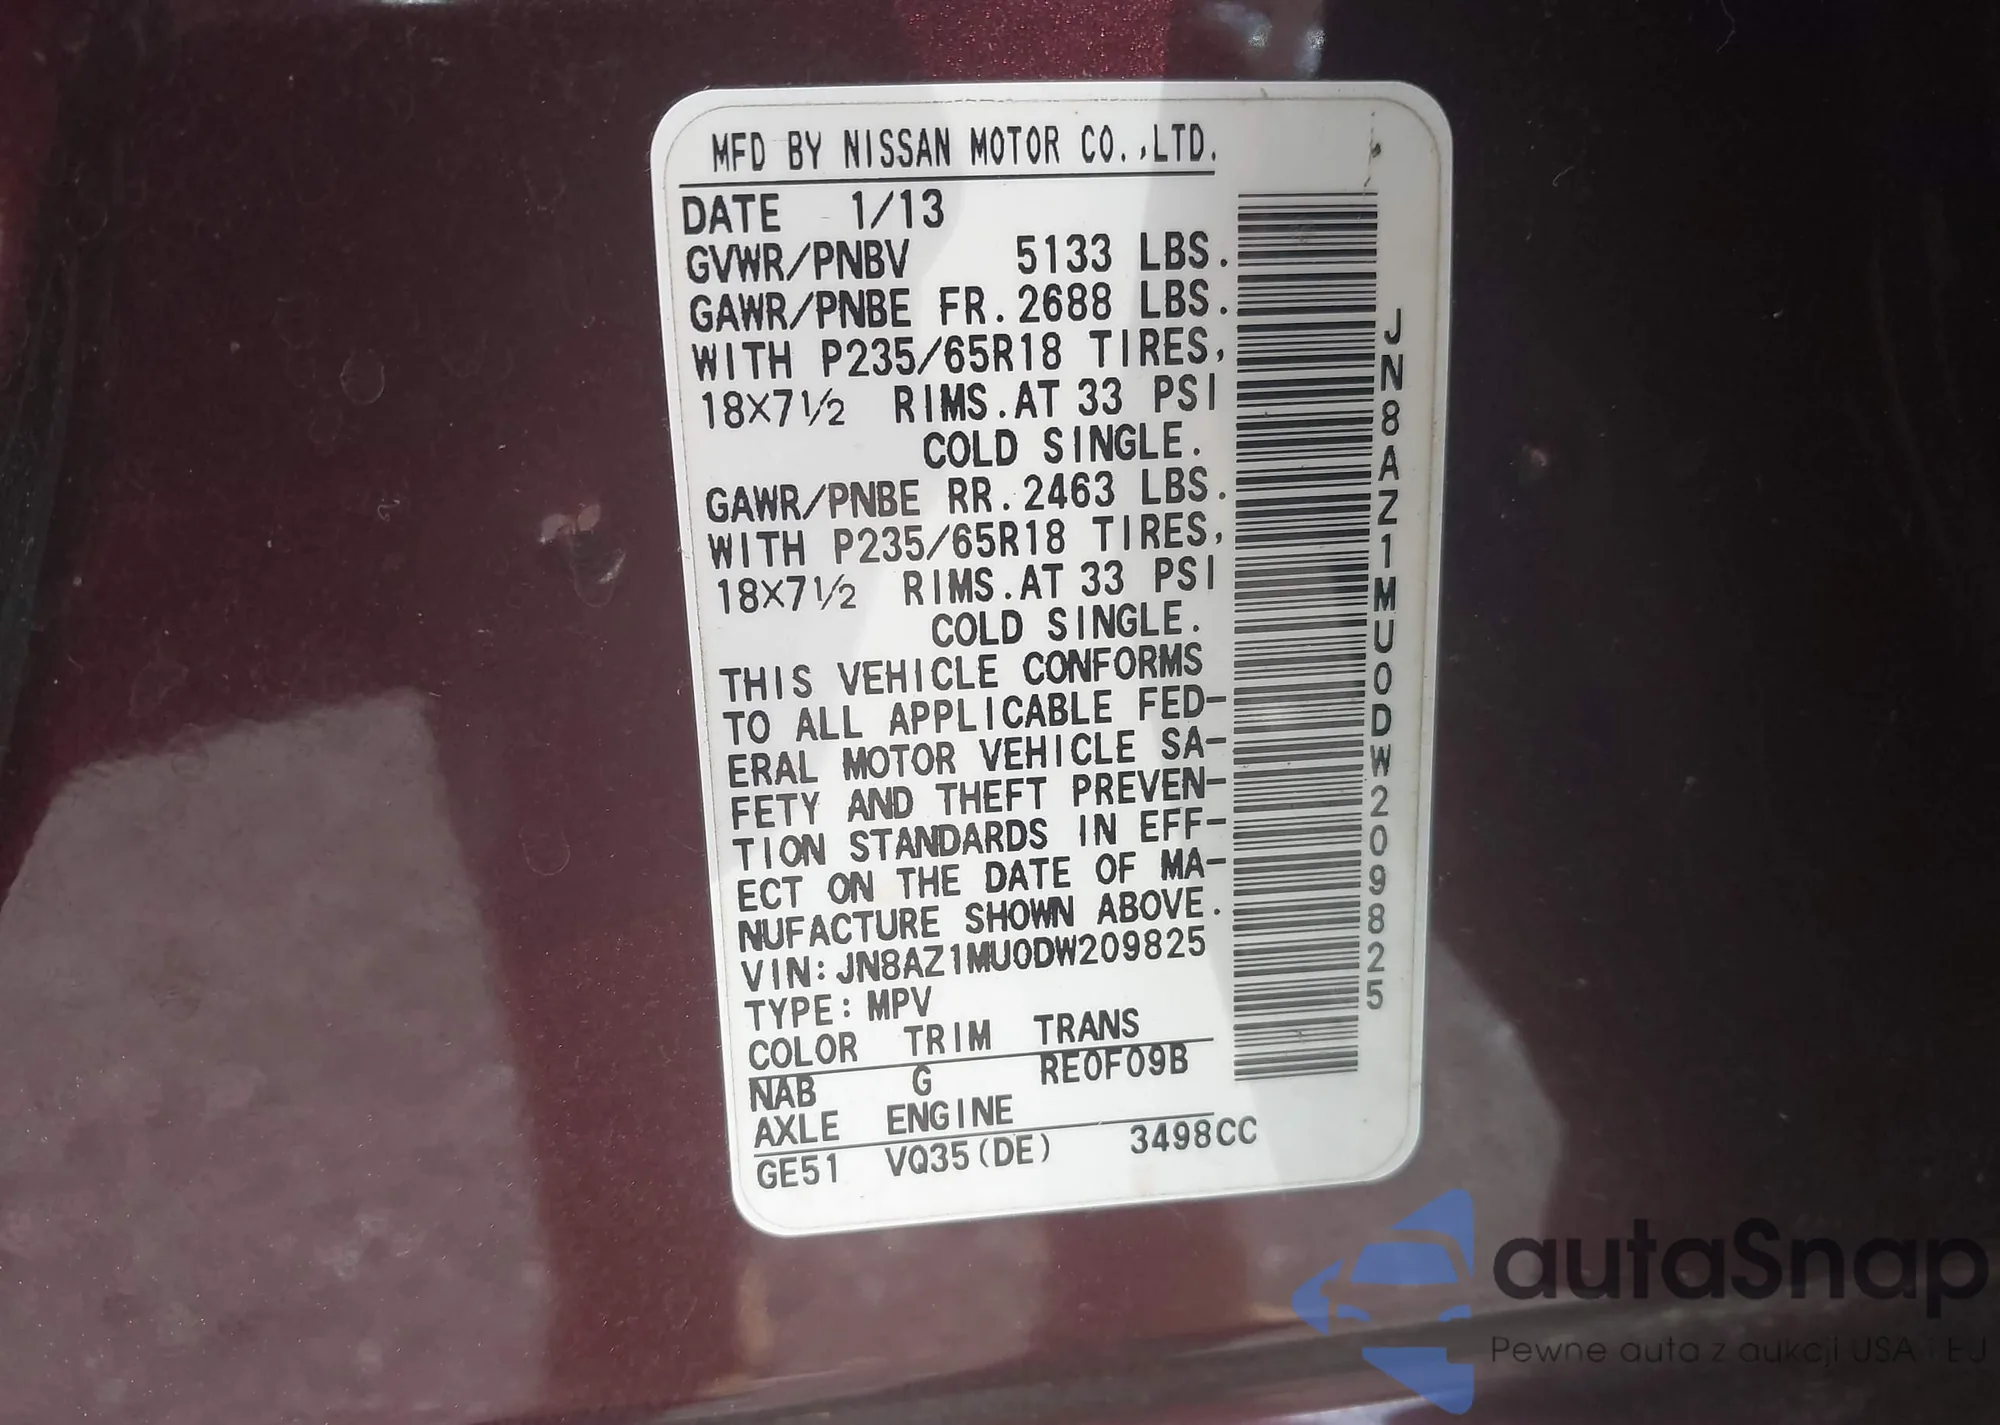 MFD BY NISSAN MOTOR CO.,LTD.
DATE 1/13
GVWR/PNBV 5133 LBS.
GAWR/PNBE FR. 2688 LBS.
WITH P235/65R18 TIRES,
18X7½ RIMS.AT 33 PSI
COLD SINGLE.
GAWR/PNBE RR. 2463 LBS.
WITH P235/65R18 TIRES,
18X7½ RIMS.AT 33 PSI
COLD SINGLE.
THIS VEHICLE CONFORMS
TO ALL APPLICABLE FED-
ERAL MOTOR VEHICLE SA-
FETY AND THEFT PREVEN-
TION STANDARDS IN EFF-
ECT ON THE DATE OF MA-
NUFACTURE SHOWN ABOVE.
VIN:JN8AZ1MU0DW209825
TYPE:MPV
COLOR TRIM TRANS
NAB G RE0F09B
AXLE ENGINE
GE51 VQ35(DE) 3498CC
JN8AZ1MU0DW209825
autaSnap
Pewne auta z aukcji USA i EU